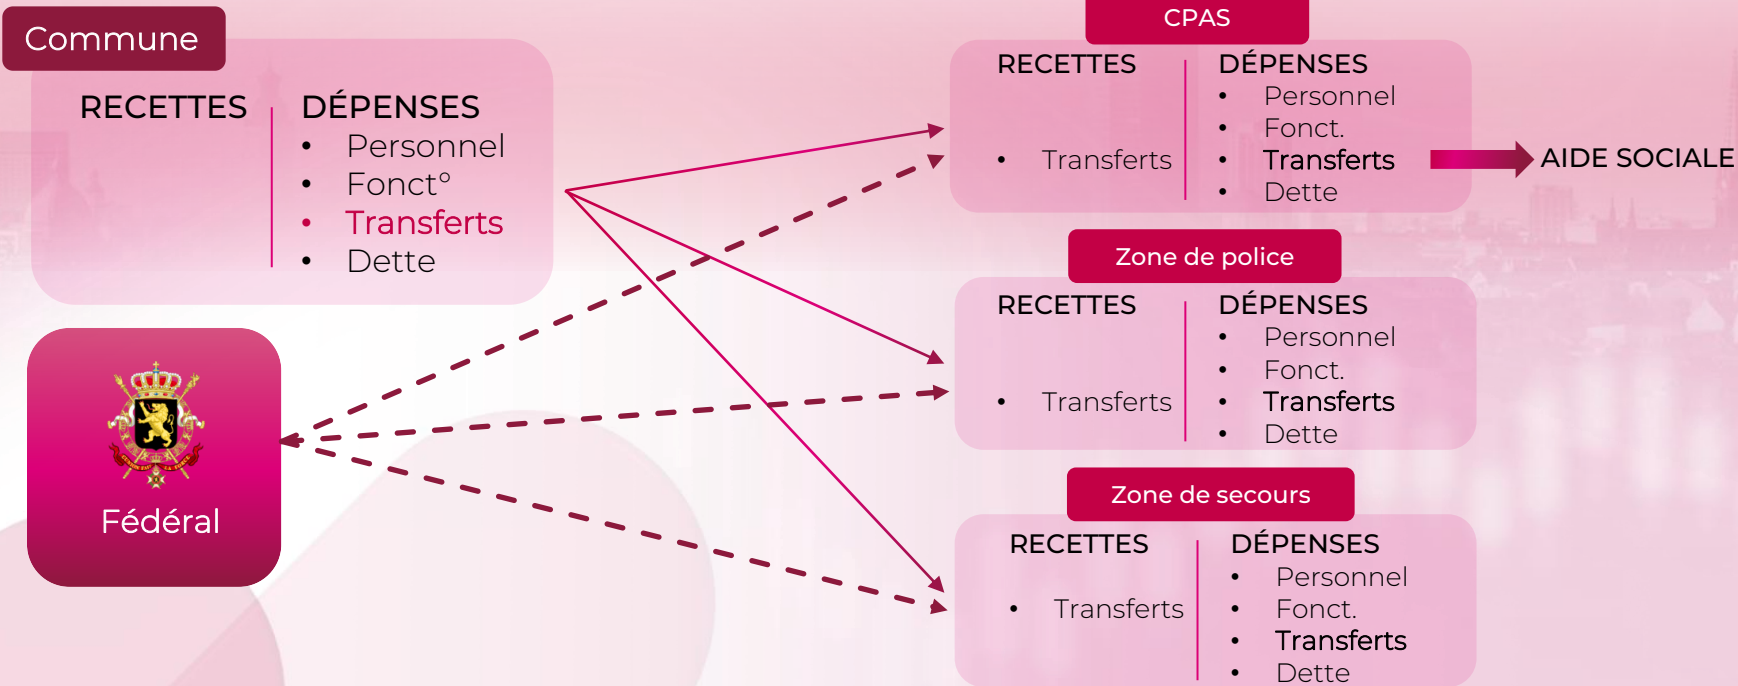 Commune
RECETTES
DÉPENSES
• Personnel
• Fonct°
• Transferts
• Dette
Fédéral
CPAS
RECETTES
• Transferts
DÉPENSES
• Personnel
• Fonct.
• Transferts
• Dette
AIDE SOCIALE
Zone de police
RECETTES
• Transferts
DÉPENSES
• Personnel
• Fonct.
• Transferts
• Dette
Zone de secours
RECETTES
• Transferts
DÉPENSES
• Personnel
• Fonct.
• Transferts
• Dette